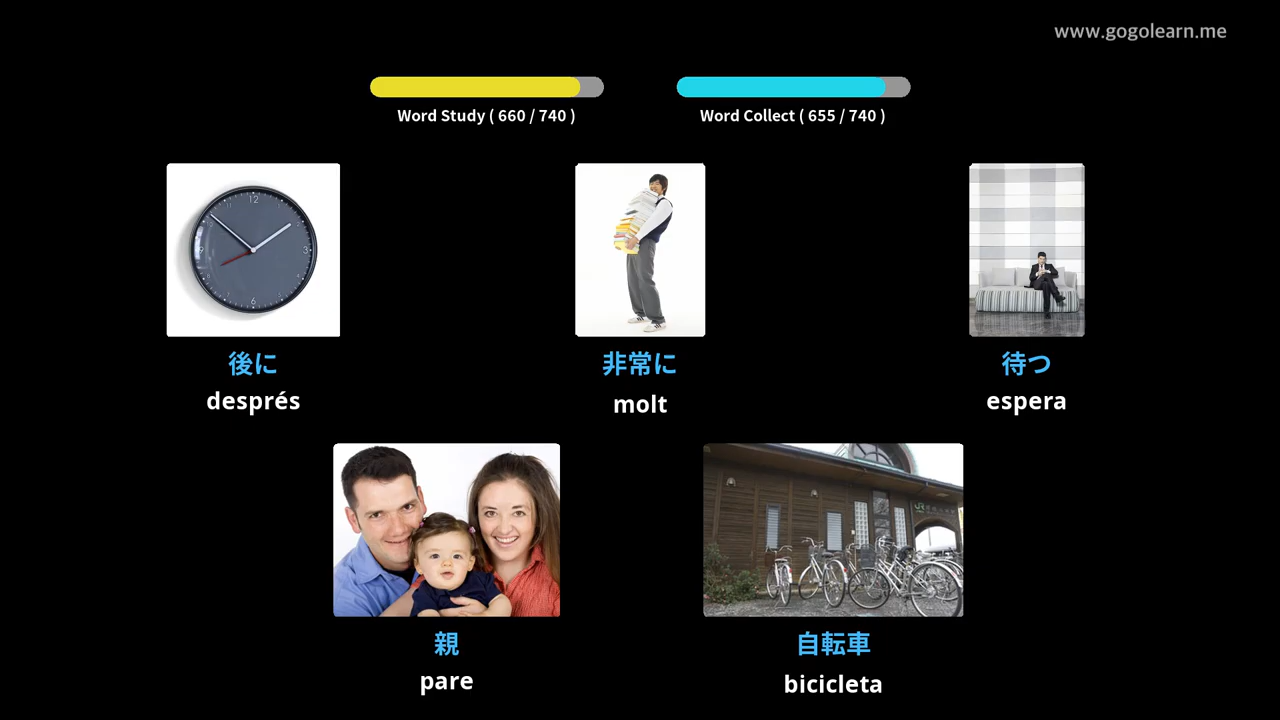 www.gogolearn.me
Word Study ( 660 / 740 )
Word Collect ( 655 / 740 )
後に
després
非常に
molt
待つ
espera
親
pare
自転車
bicicleta